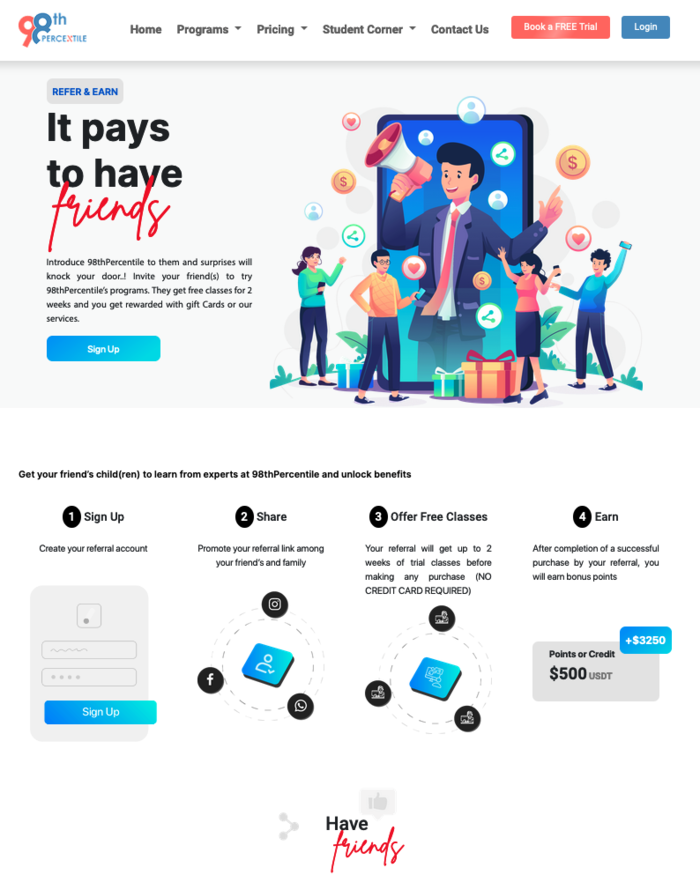 98th
PERCENTILE
Home Programs Pricing Student Corner Contact Us Book a FREE Trial Login
REFER & EARN
It pays
to have
friends
Introduce 98thPercentile to them and surprises will
knock your door..! Invite your friend(s) to try
98thPercentile's programs. They get free classes for 2
weeks and you get rewarded with gift Cards or our
services.
Sign Up
Get your friend's child(ren) to learn from experts at 98thPercentile and unlock benefits
1 Sign Up
Create your referral account
Sign Up
2 Share
Promote your referral link among
your friend's and family
3 Offer Free Classes
Your referral will get up to 2
weeks of trial classes before
making any purchase (NO
CREDIT CARD REQUIRED)
4 Earn
After completion of a successful
purchase by your referral, you
will earn bonus points
+$3250
Points or Credit
$500 USDT
Have
friends